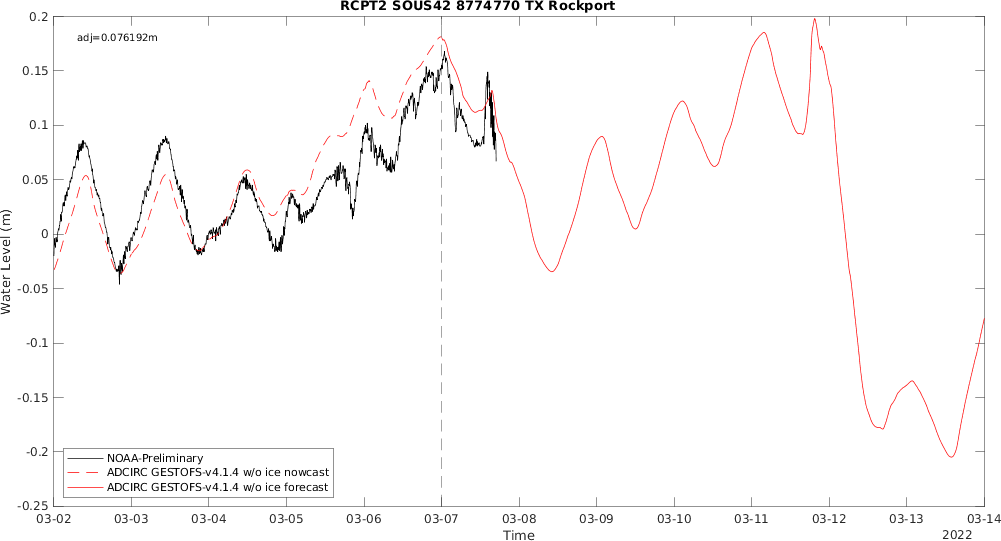 RCPT2 SOUS42 8774770 TX Rockport
adj=0.076192m
0.2
0.15
0.1
0.05
0
-0.05
-0.1
-0.15
-0.2
-0.25
Water Level (m)
NOAA-Preliminary
ADCIRC GESTOFS-v4.1.4 w/o ice nowcast
ADCIRC GESTOFS-v4.1.4 w/o ice forecast
03-02 03-03 03-04 03-05 03-06 03-07 03-08 03-09 03-10 03-11 03-12 03-13 03-14
Time
2022